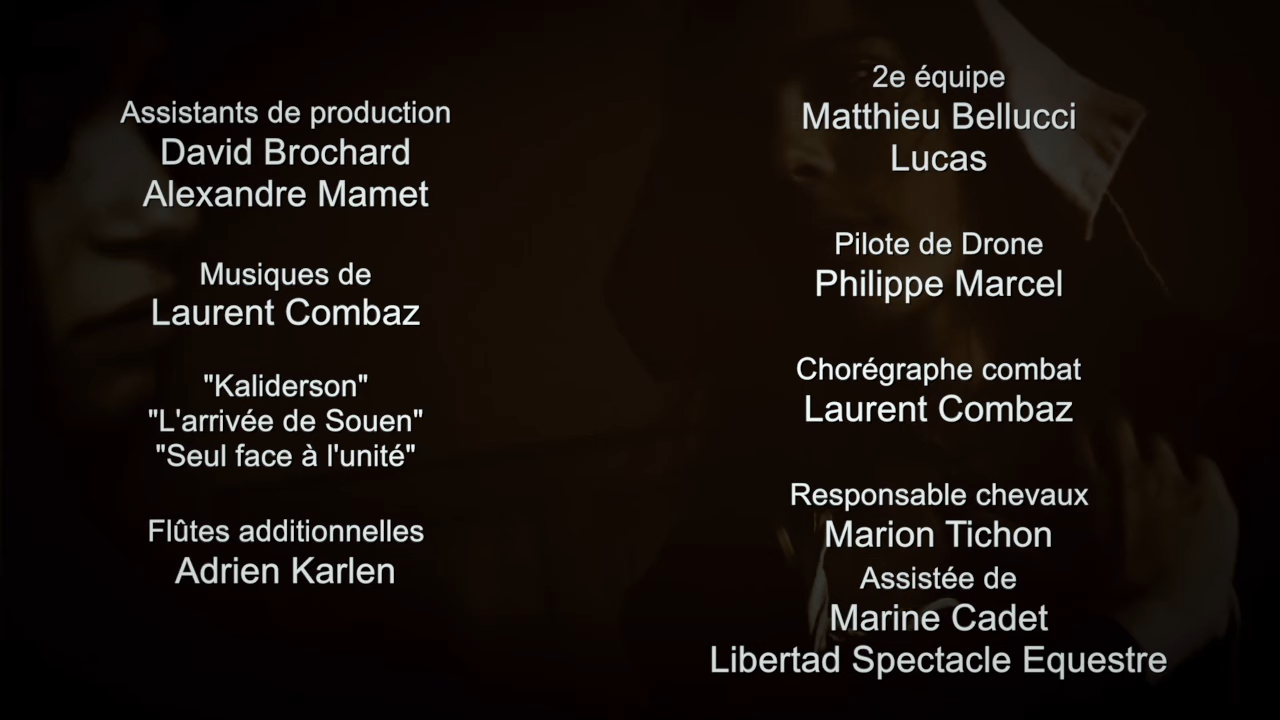 Assistants de production
David Brochard
Alexandre Mamet
Musiques de
Laurent Combaz
"Kaliderson"
"L'arrivée de Souen"
"Seul face à l'unité"
Flûtes additionnelles
Adrien Karlen
2e équipe
Matthieu Bellucci
Lucas
Pilote de Drone
Philippe Marcel
Chorégraphe combat
Laurent Combaz
Responsable chevaux
Marion Tichon
Assistée de
Marine Cadet
Libertad Spectacle Equestre